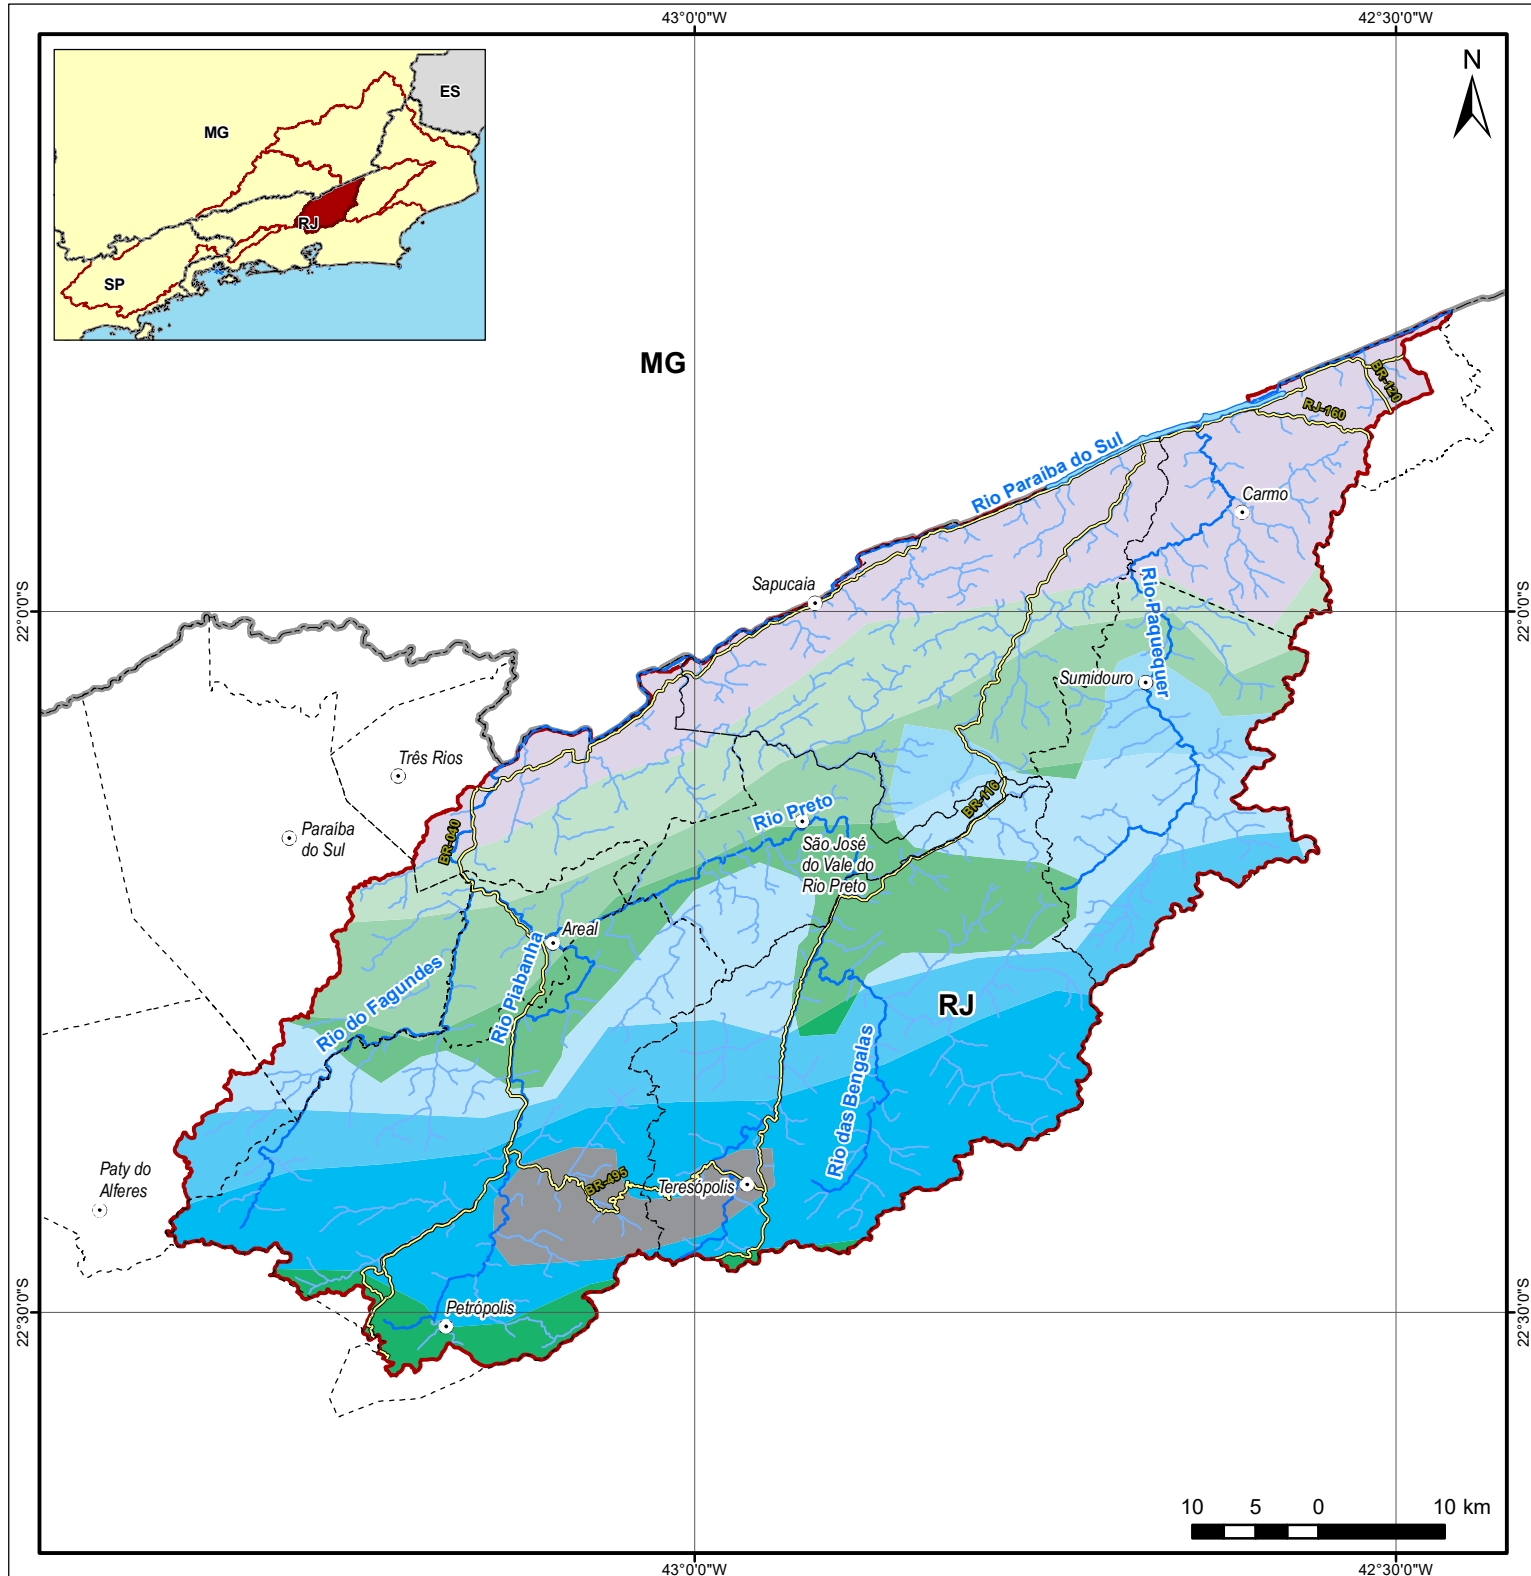 43°0'0"W
42°30'0"W
N
ES
MG
RJ
SP
MG
BR-120
RJ-160
Rio Paraíba do Sul
Carmo
Sapucaia
Rio Paquequer
22°0'0"S
22°0'0"S
Sumidouro
Três Rios
BR-116
Rio Preto
Paraíba
do Sul
BR-040
São José
do Vale do
Rio Preto
Areal
Rio Piabanha
Rio do Fagundes
RJ
Rio das Bengalas
Paty do
Alferes
BR-495
Teresópolis
Petrópolis
22°30'0"S
22°30'0"S
10 5 0 10 km
43°0'0"W
42°30'0"W